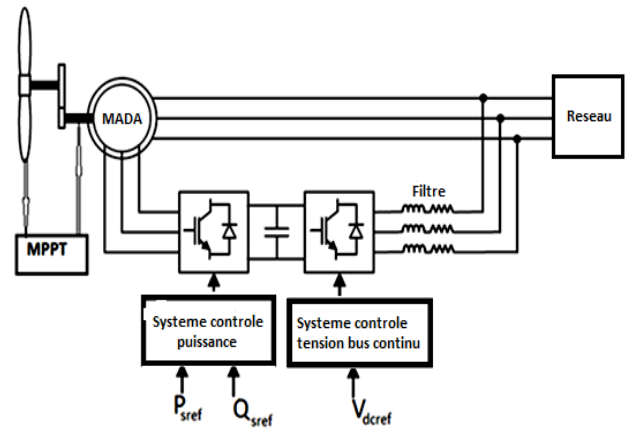 MADA
Reseau
Filtre
MPPT
Systeme controle
puissance
Systeme controle
tension bus continu
Psref
Qsref
Vdcref